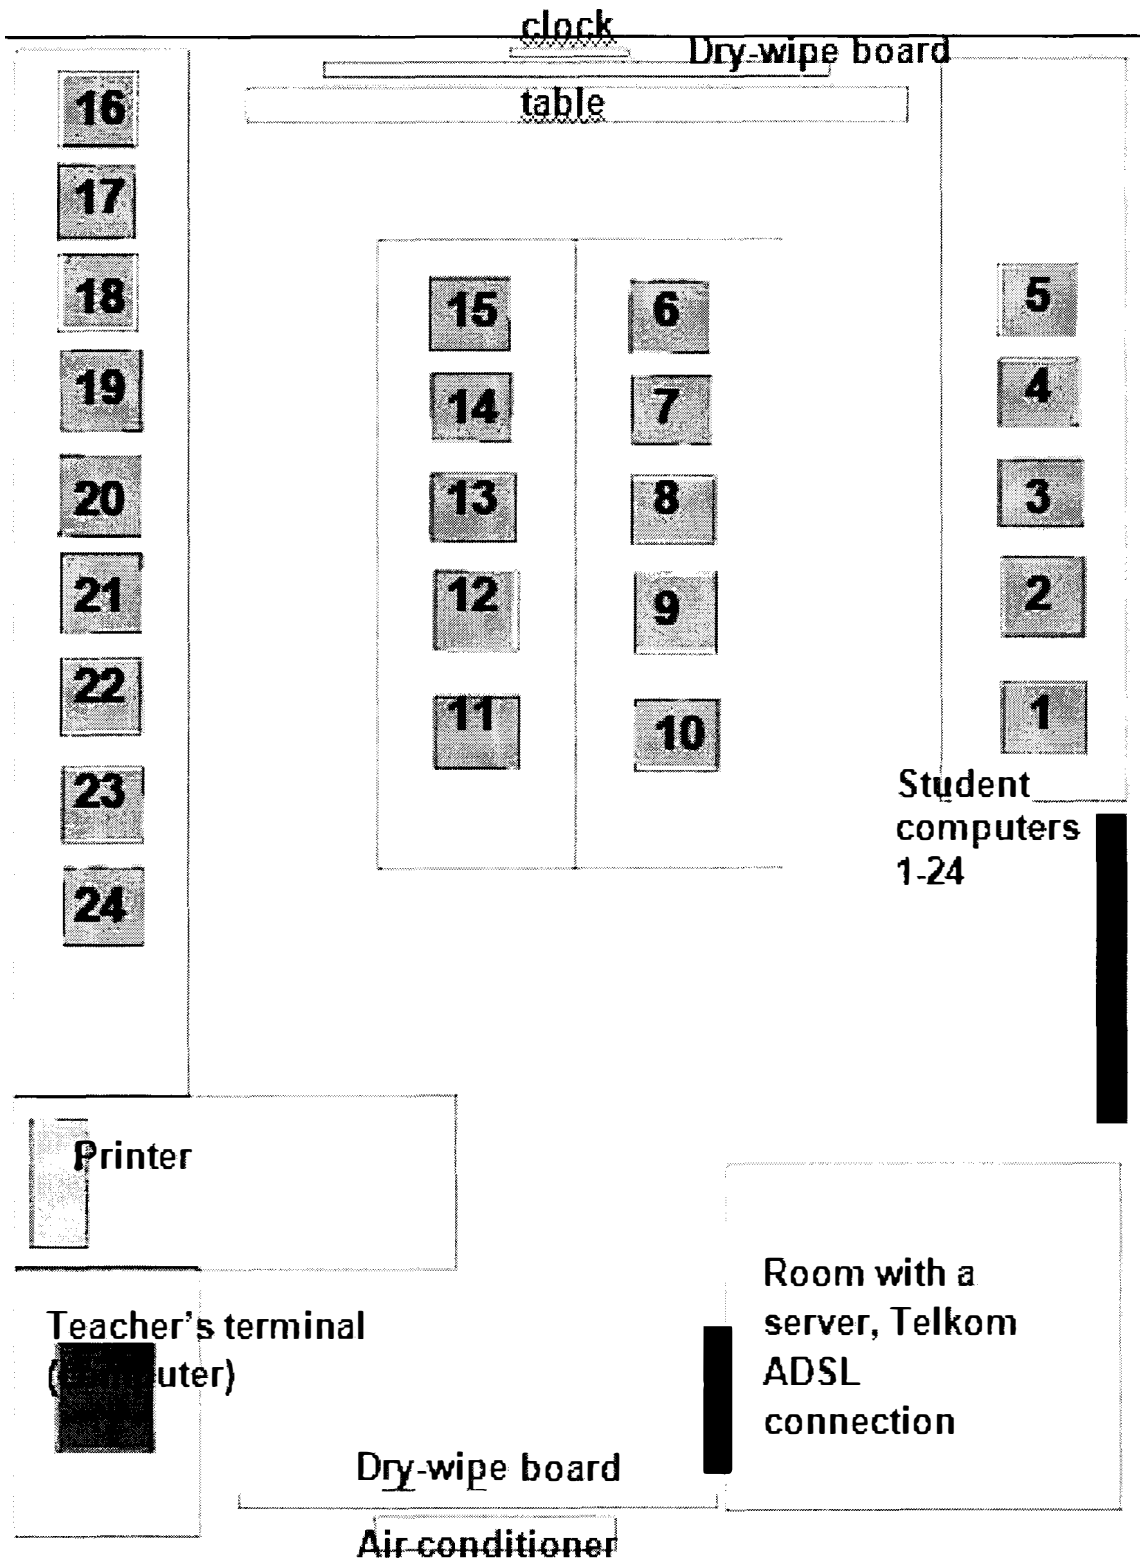 clock
Dry-wipe board
table
16
17
18
19
20
21
22
23
24
15
14
13
12
11
6
7
8
9
10
5
4
3
2
1
Student
computers
1-24
Printer
Teacher's terminal
uter)
Room with a
server, Telkom
ADSL
connection
Dry-wipe board
Air conditioner